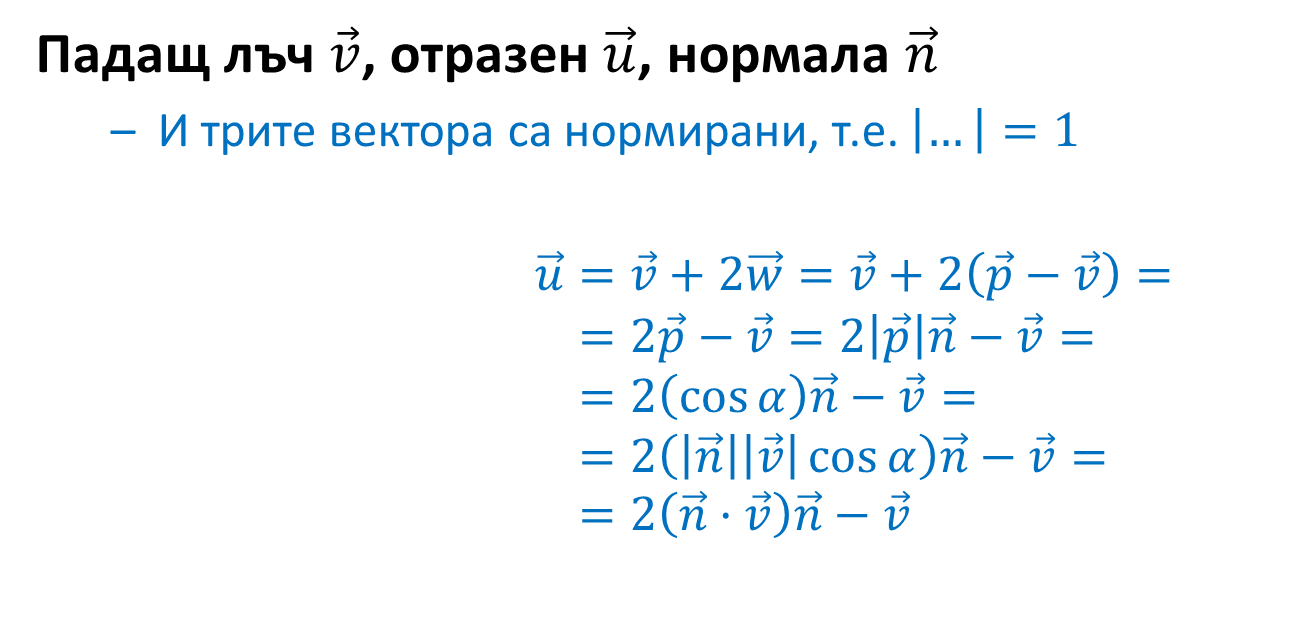 Падащ лъч v⃗, отразен u⃗, нормала n⃗
– И трите вектора са нормирани, т.е. |… | = 1
u⃗ = v⃗ + 2w⃗ = v⃗ + 2(p⃗ − v⃗) =
= 2p⃗ − v⃗ = 2|p⃗|n⃗ − v⃗ =
= 2(cos α)n⃗ − v⃗ =
= 2(|n⃗||v⃗| cos α)n⃗ − v⃗ =
= 2(n⃗ · v⃗)n⃗ − v⃗